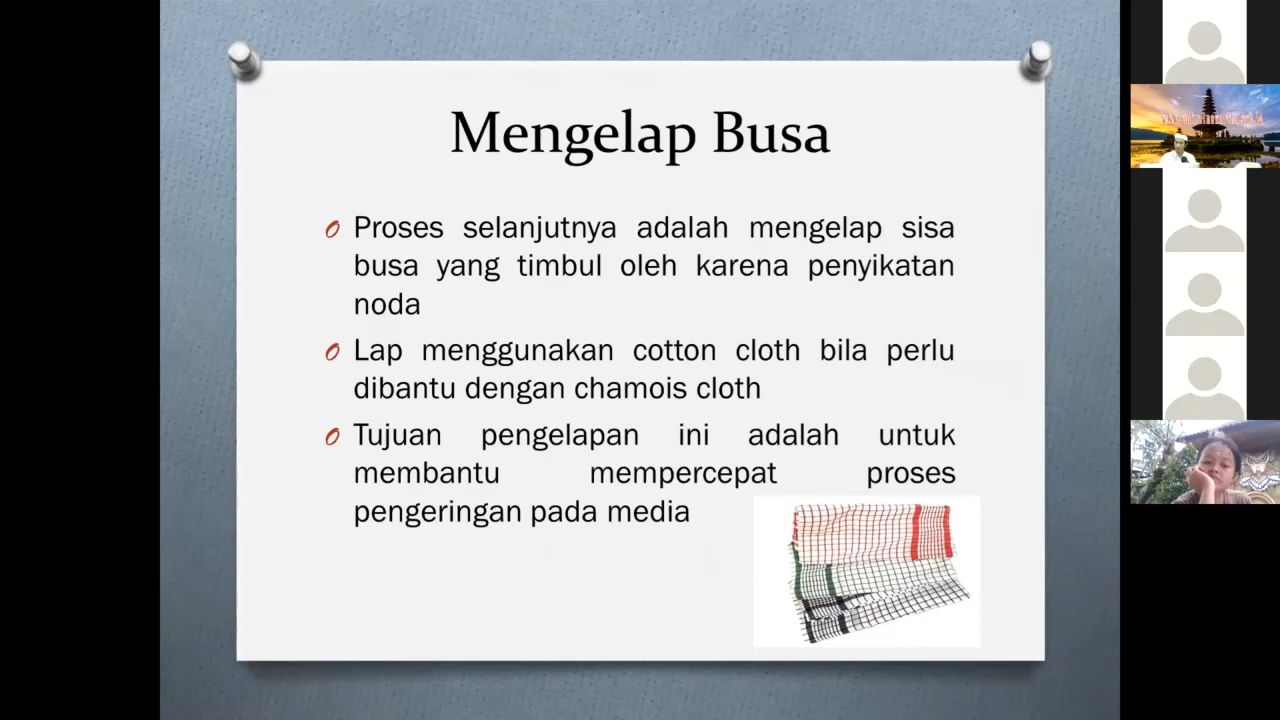 Mengelap Busa
Proses selanjutnya adalah mengelap sisa
busa yang timbul oleh karena penyikatan
noda
Lap menggunakan cotton cloth bila perlu
dibantu dengan chamois cloth
Tujuan pengelapan ini adalah untuk
membantu mempercepat proses
pengeringan pada media